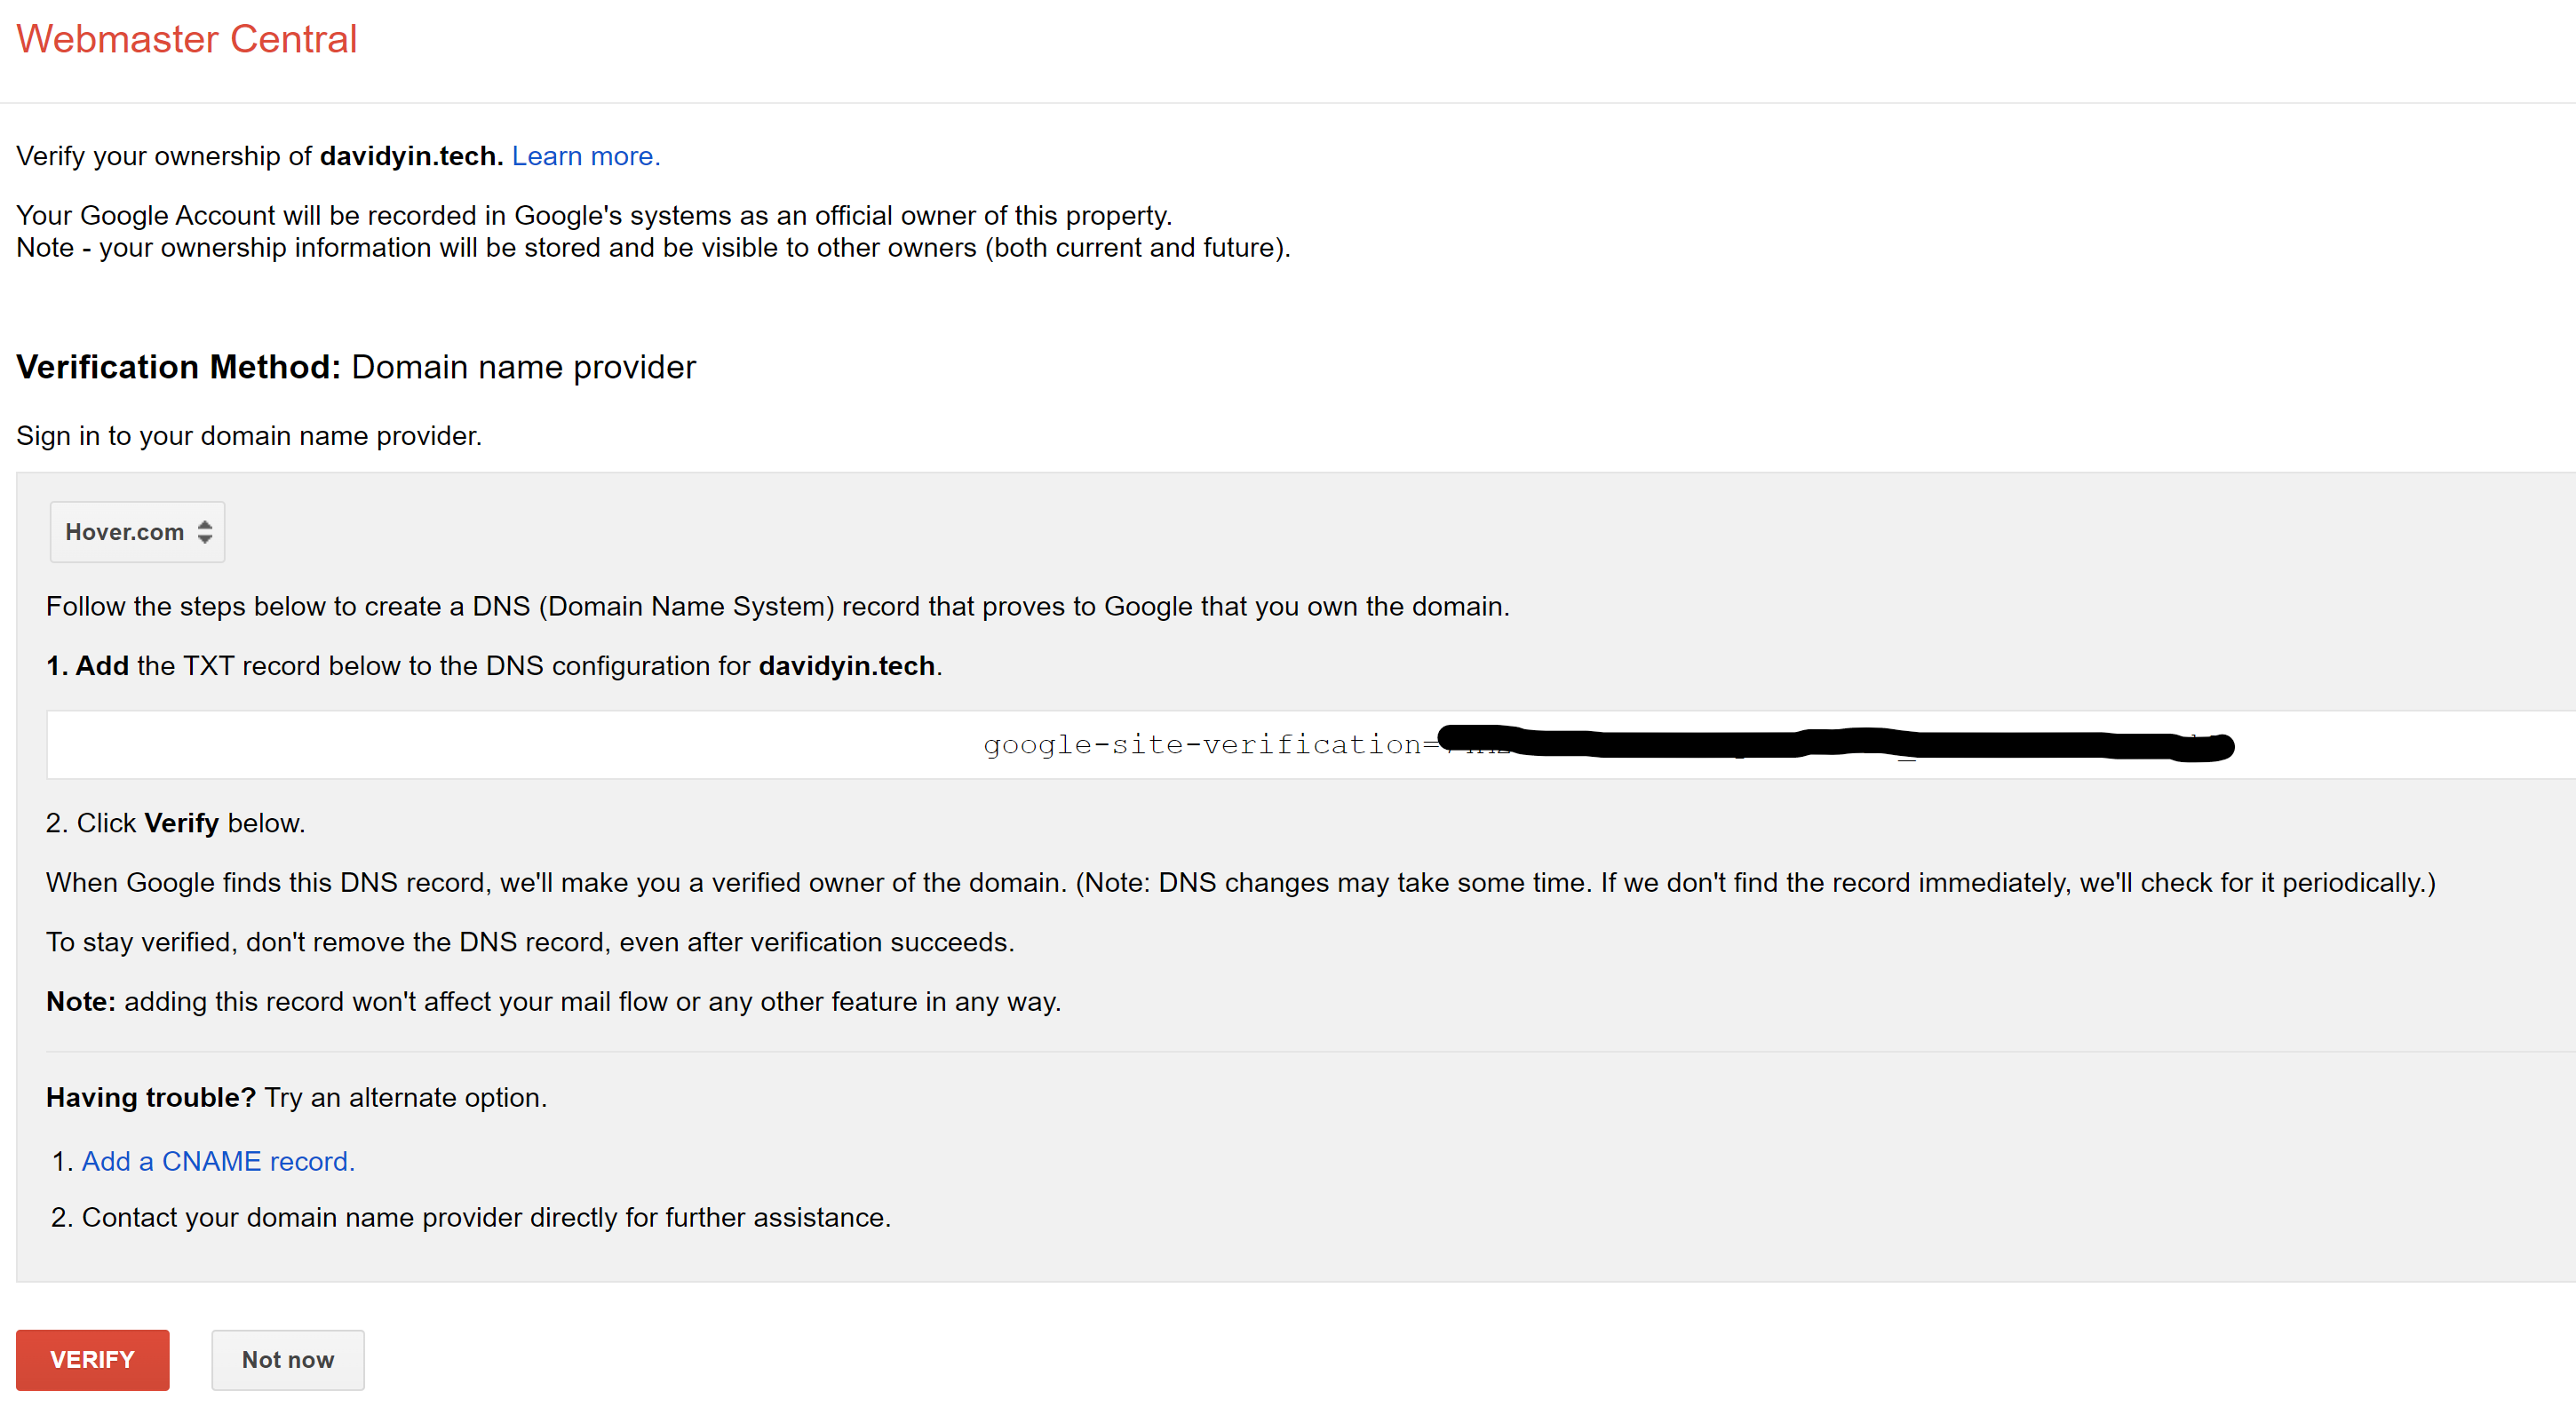 Webmaster Central
Verify your ownership of davidyin.tech. Learn more.
Your Google Account will be recorded in Google's systems as an official owner of this property.
Note - your ownership information will be stored and be visible to other owners (both current and future).
Verification Method: Domain name provider
Sign in to your domain name provider.
Hover.com
Follow the steps below to create a DNS (Domain Name System) record that proves to Google that you own the domain.
1. Add the TXT record below to the DNS configuration for davidyin.tech.
google-site-verification=
2. Click Verify below.
When Google finds this DNS record, we'll make you a verified owner of the domain. (Note: DNS changes may take some time. If we don't find the record immediately, we'll check for it periodically.)
To stay verified, don't remove the DNS record, even after verification succeeds.
Note: adding this record won't affect your mail flow or any other feature in any way.
Having trouble? Try an alternate option.
1. Add a CNAME record.
2. Contact your domain name provider directly for further assistance.
VERIFY
Not now